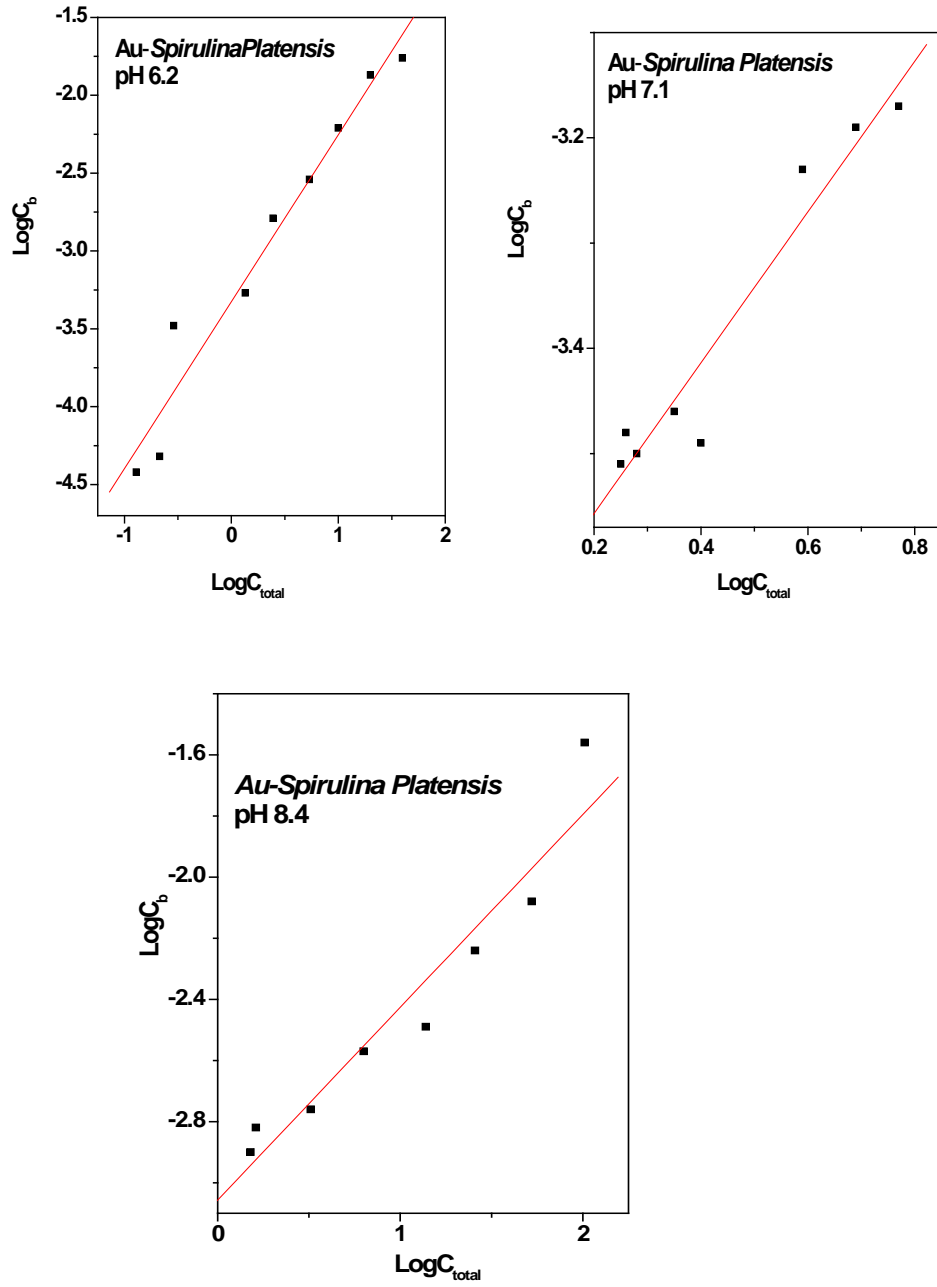 -1.5
Au-SpirulinaPlatensis
pH 6.2
-2.0
-2.5
-3.0
-3.5
-4.0
-4.5
LogC_b
-1 0 1 2
LogC_total
Au-Spirulina Platensis
pH 7.1
-3.2
-3.4
LogC_b
0.2 0.4 0.6 0.8
LogC_total
-1.6
Au-Spirulina Platensis
pH 8.4
-2.0
-2.4
-2.8
LogC_b
0 1 2
LogC_total